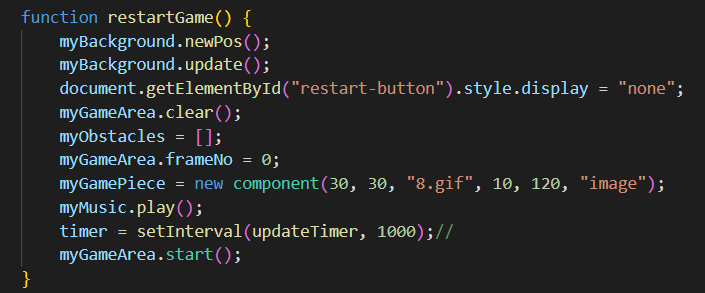 function restartGame() {
    myBackground.newPos();
    myBackground.update();
    document.getElementById("restart-button").style.display = "none";
    myGameArea.clear();
    myObstacles = [];
    myGameArea.frameNo = 0;
    myGamePiece = new component(30, 30, "8.gif", 10, 120, "image");
    myMusic.play();
    timer = setInterval(updateTimer, 1000);//
    myGameArea.start();
}